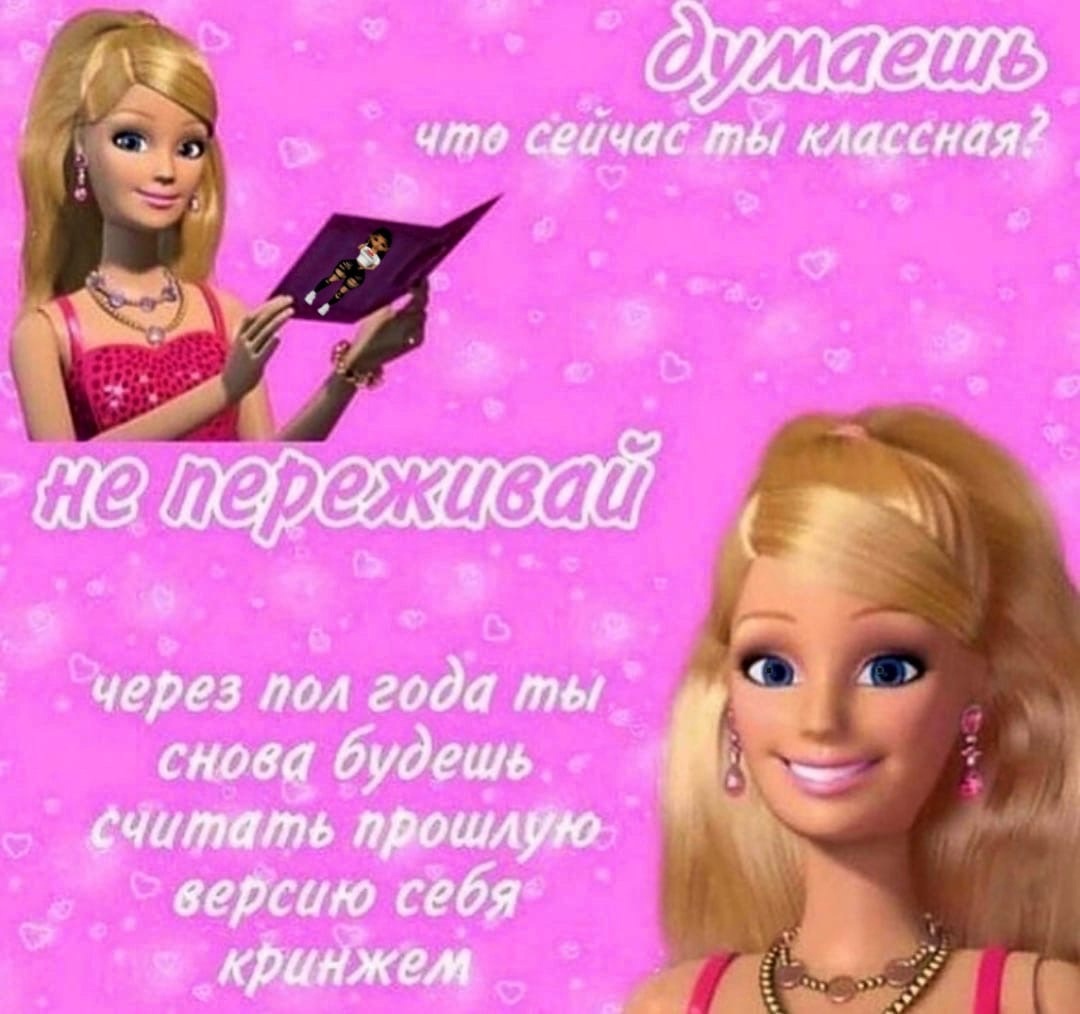 думаешь
что сейчас ты классная?
не переживай
через пол года ты
снова будешь
считать прошлую
версию себя
кринжем